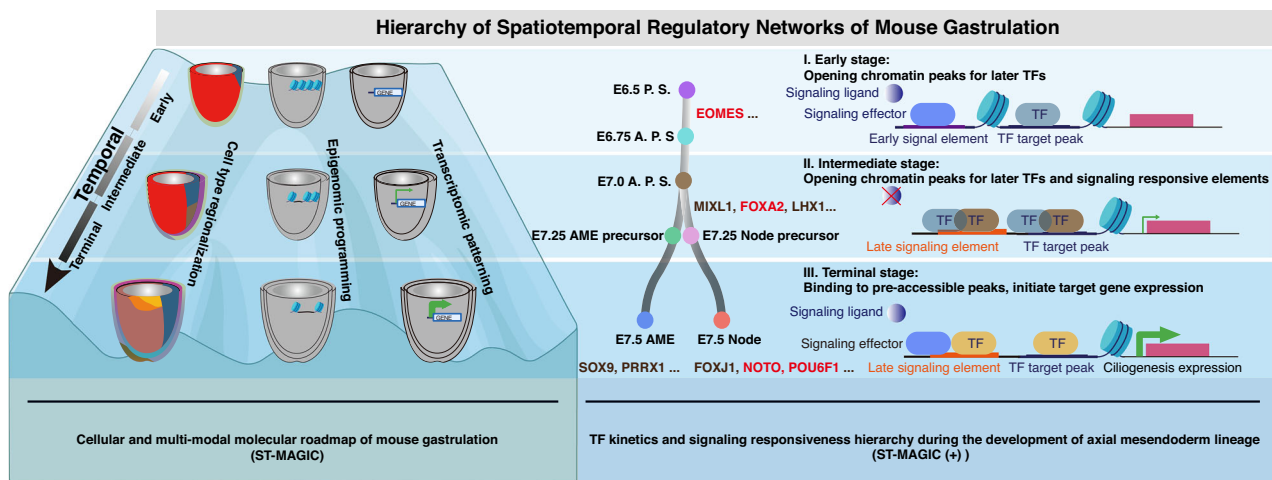 Hierarchy of Spatiotemporal Regulatory Networks of Mouse Gastrulation
Temporal
Early
Intermediate
Terminal
Cell type regionalization
Epigenomic programming
Transcriptomic patterning
GENE
GENE
GENE
E6.5 P. S.
EOMES ...
E6.75 A. P. S
E7.0 A. P. S.
MIXL1, FOXA2, LHX1...
E7.25 AME precursor
E7.25 Node precursor
E7.5 AME
E7.5 Node
SOX9, PRRX1 ...
FOXJ1, NOTO, POU6F1 ...
I. Early stage:
Opening chromatin peaks for later TFs
Signaling ligand
Signaling effector
TF
Early signal element
TF target peak
II. Intermediate stage:
Opening chromatin peaks for later TFs and signaling responsive elements
TF TF TF TF
Late signaling element
TF target peak
III. Terminal stage:
Binding to pre-accessible peaks, initiate target gene expression
Signaling ligand
Signaling effector
TF TF
Late signaling element
TF target peak
Ciliogenesis expression
Cellular and multi-modal molecular roadmap of mouse gastrulation
(ST-MAGIC)
TF kinetics and signaling responsiveness hierarchy during the development of axial mesendoderm lineage
(ST-MAGIC (+) )